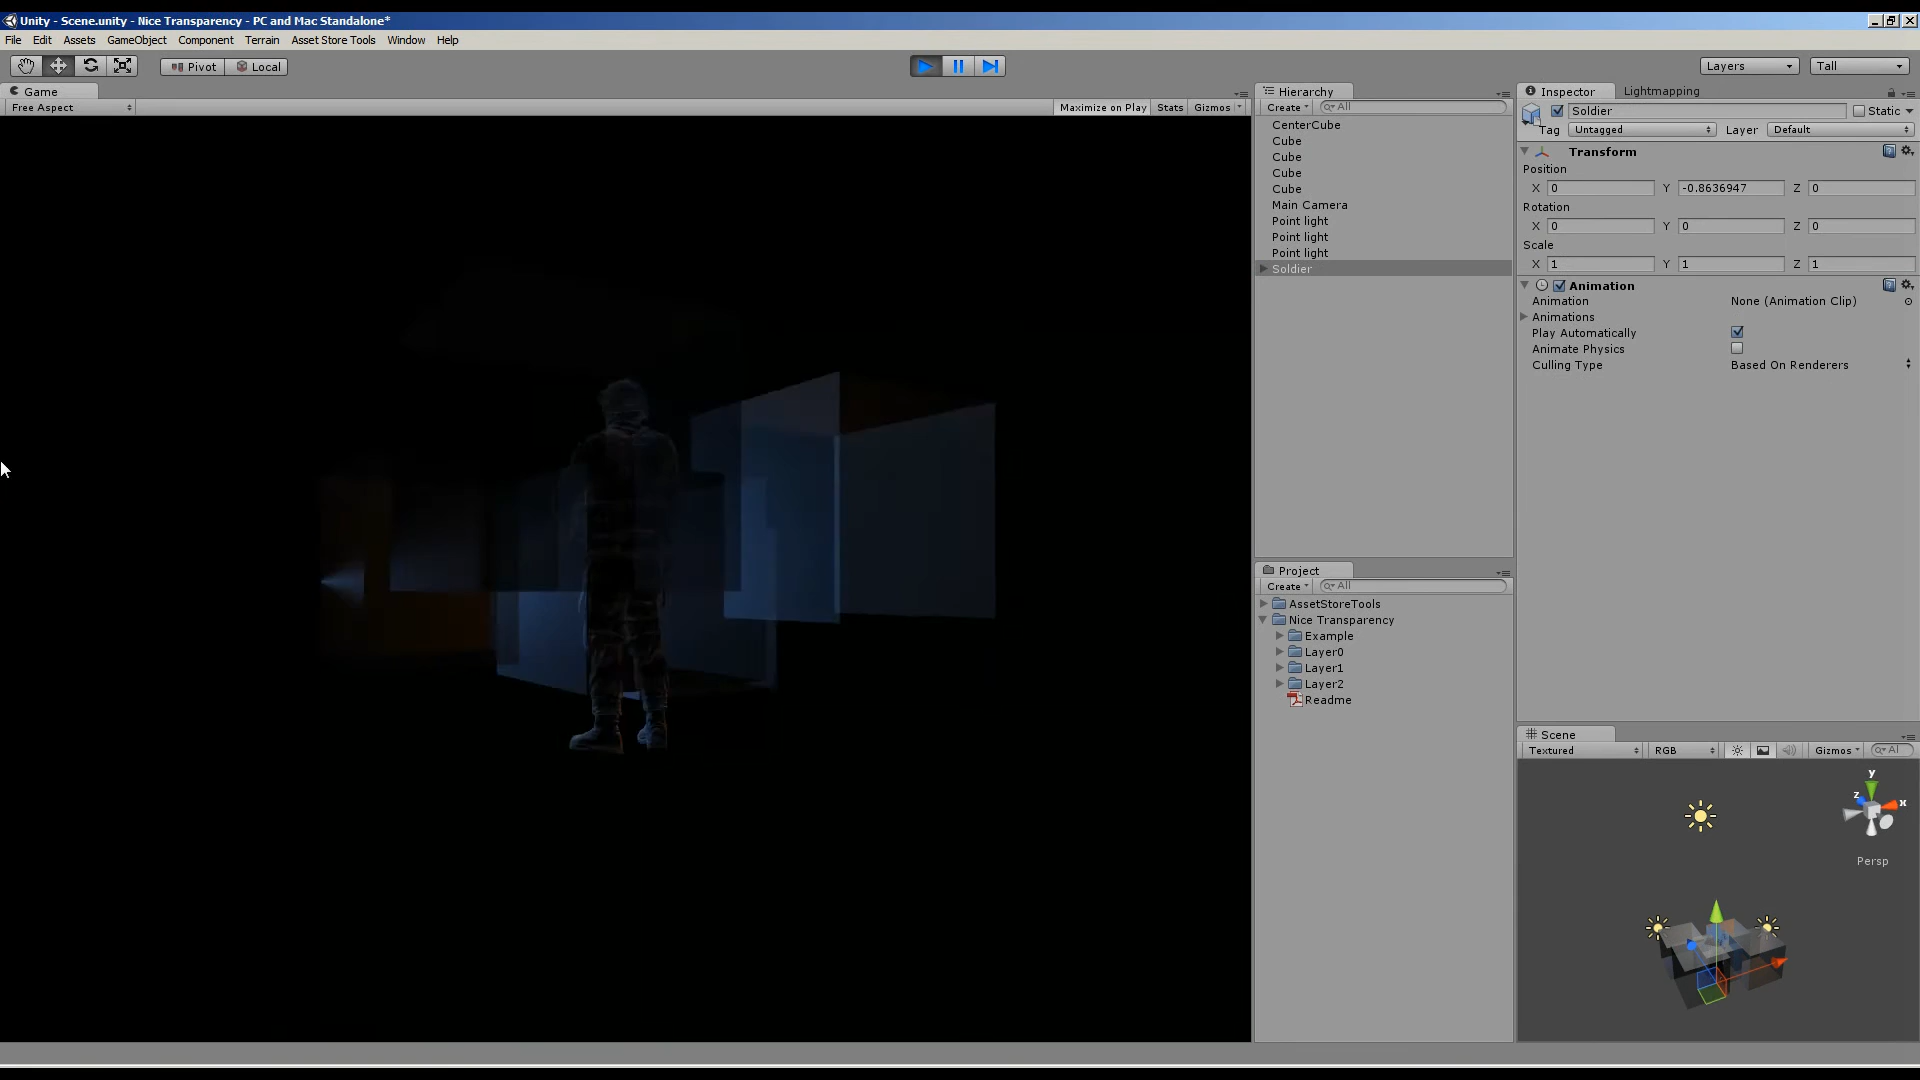 Unity - Scene.unity - Nice Transparency - PC and Mac Standalone*
File Edit Assets GameObject Component Terrain Asset Store Tools Window Help
Pivot Local Layers Tall
Game
Free Aspect Maximize on Play Stats Gizmos
Hierarchy
Create All
CenterCube
Cube
Cube
Cube
Cube
Main Camera
Point light
Point light
Point light
Soldier
Project
Create All
AssetStoreTools
Nice Transparency
Example
Layer0
Layer1
Layer2
Readme
Inspector Lightmapping
Soldier Static
Tag Untagged Layer Default
Transform
Position
X 0 Y -0.8636947 Z 0
Rotation
X 0 Y 0 Z 0
Scale
X 1 Y 1 Z 1
Animation
Animation None (Animation Clip)
Animations
Play Automatically
Animate Physics
Culling Type Based On Renderers
Scene
Textured RGB Gizmos Al
y
z x
Persp